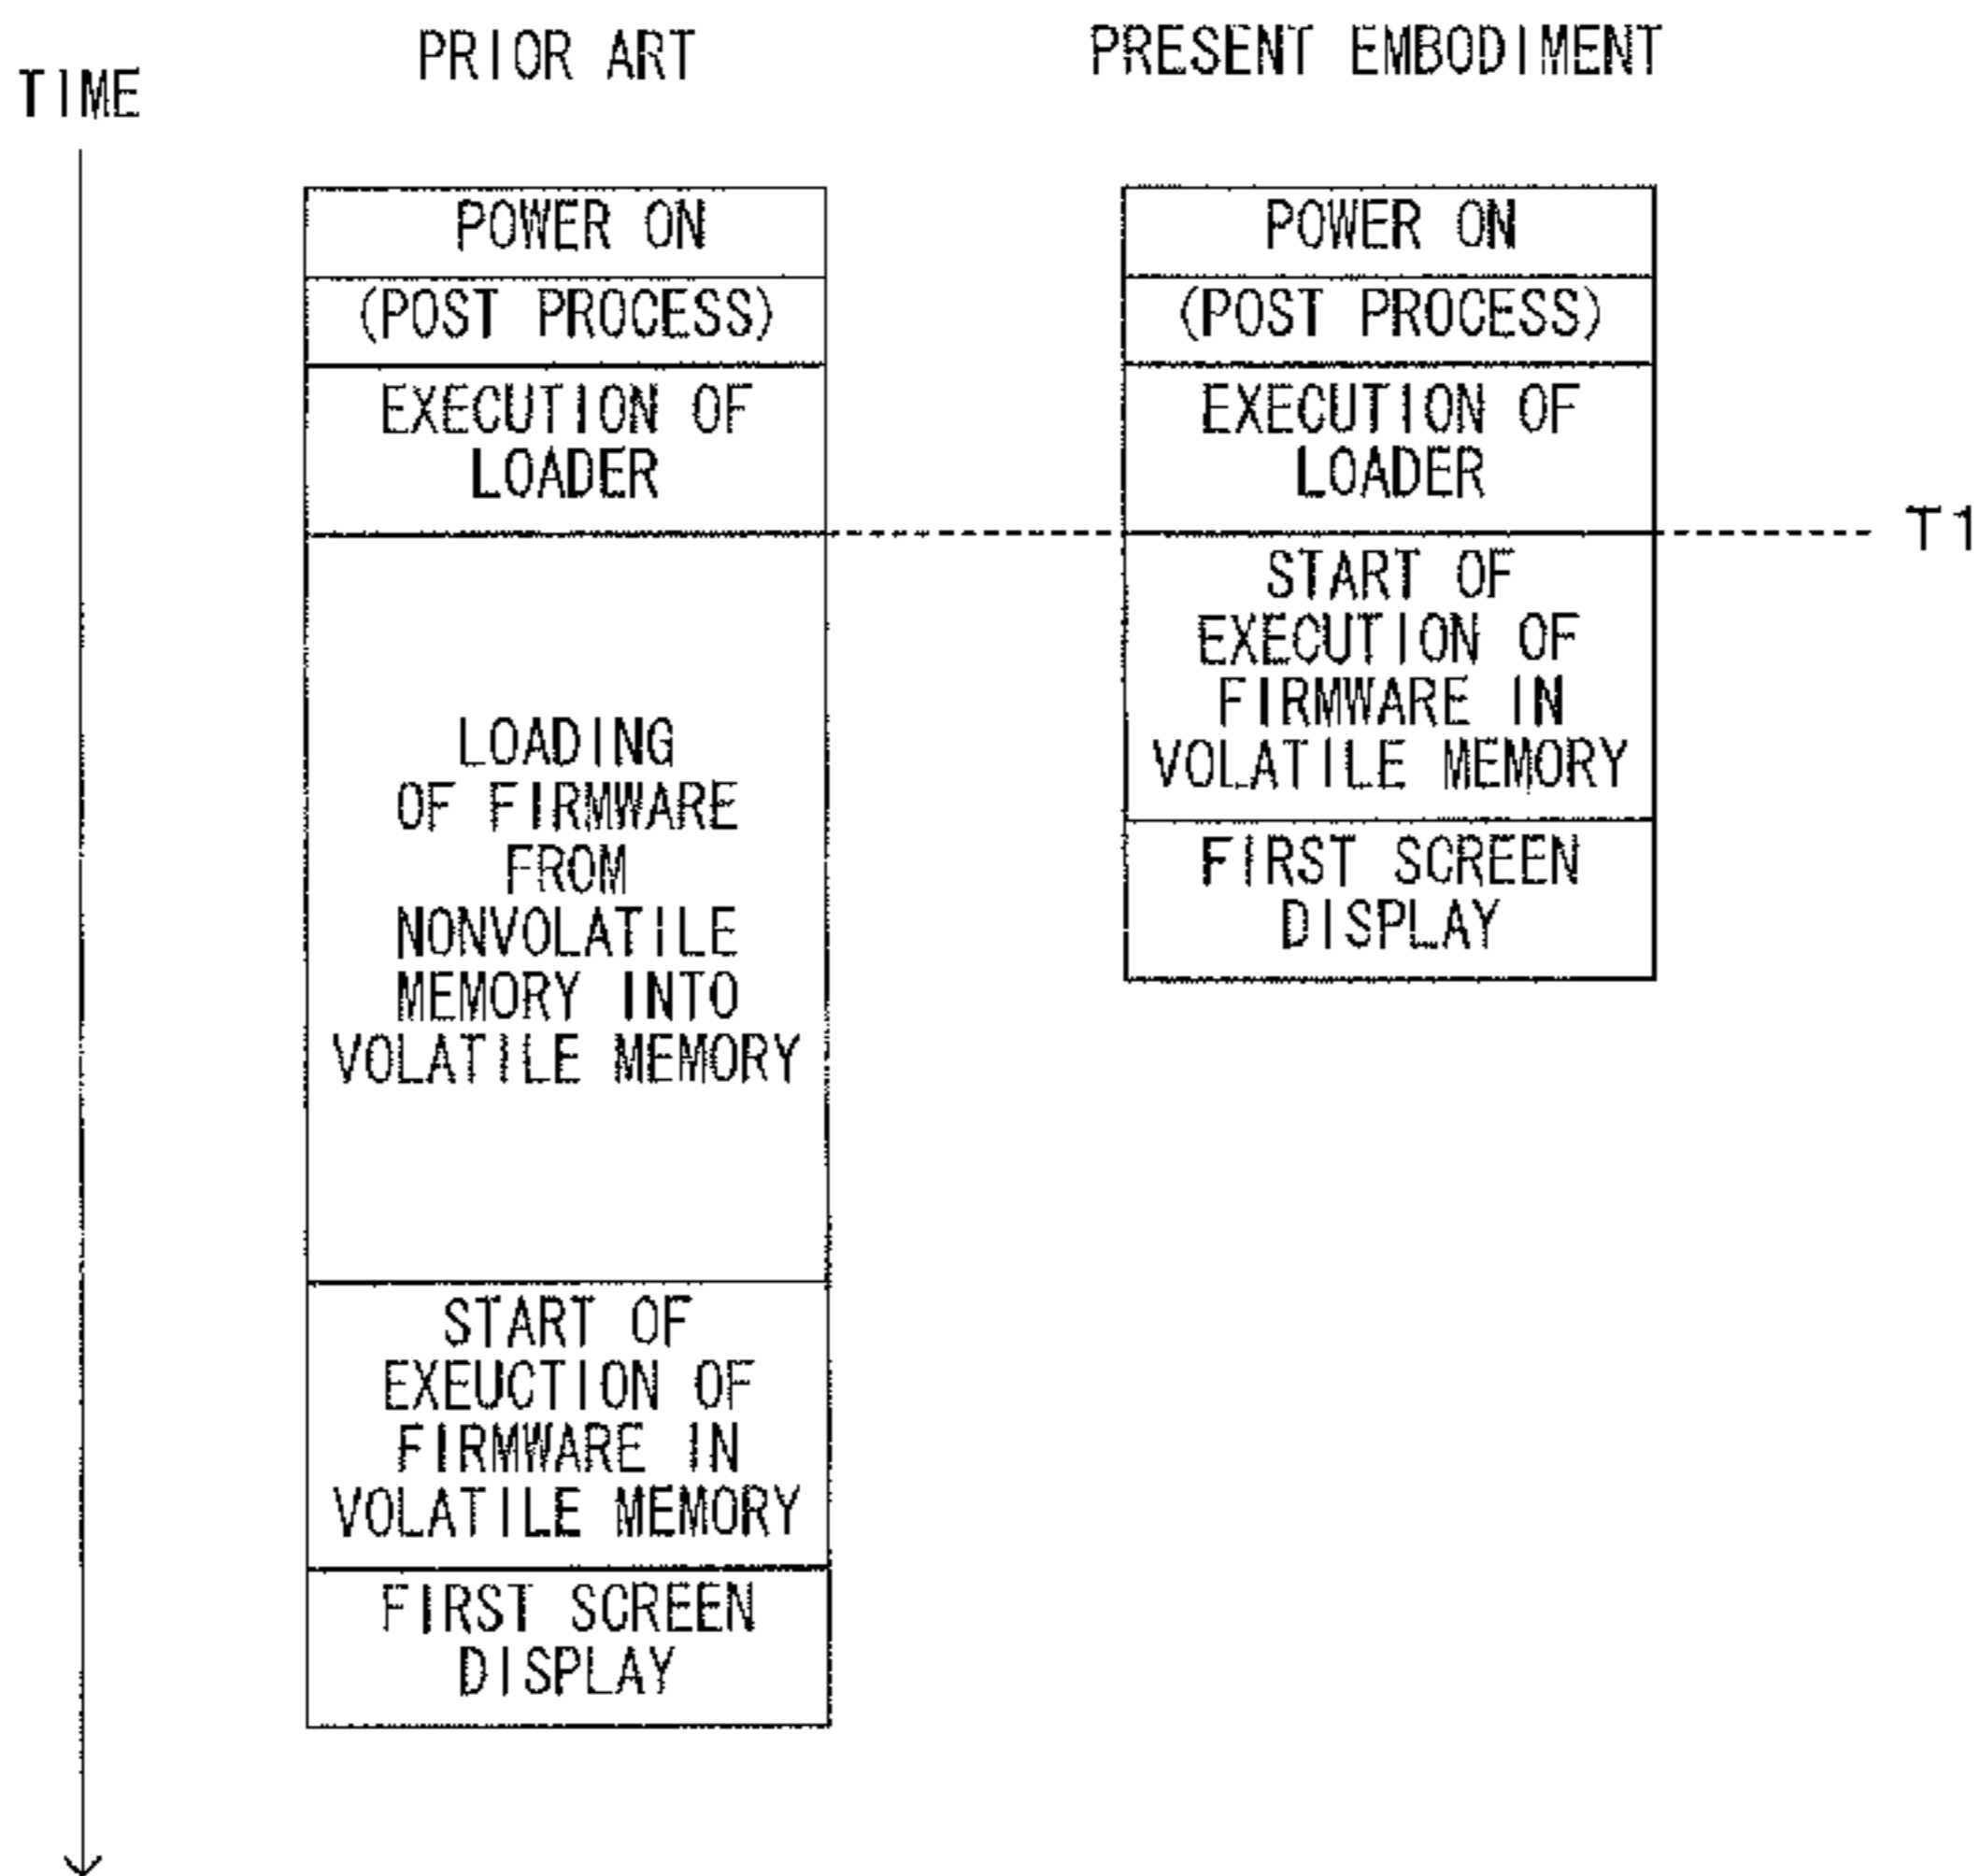 PRIOR ART
PRESENT EMBODIMENT
TIME
POWER ON
(POST PROCESS)
EXECUTION OF
LOADER
LOADING
OF FIRMWARE
FROM
NONVOLATILE
MEMORY INTO
VOLATILE MEMORY
START OF
EXEUCTION OF
FIRMWARE IN
VOLATILE MEMORY
FIRST SCREEN
DISPLAY
POWER ON
(POST PROCESS)
EXECUTION OF
LOADER
T1
START OF
EXECUTION OF
FIRMWARE IN
VOLATILE MEMORY
FIRST SCREEN
DISPLAY